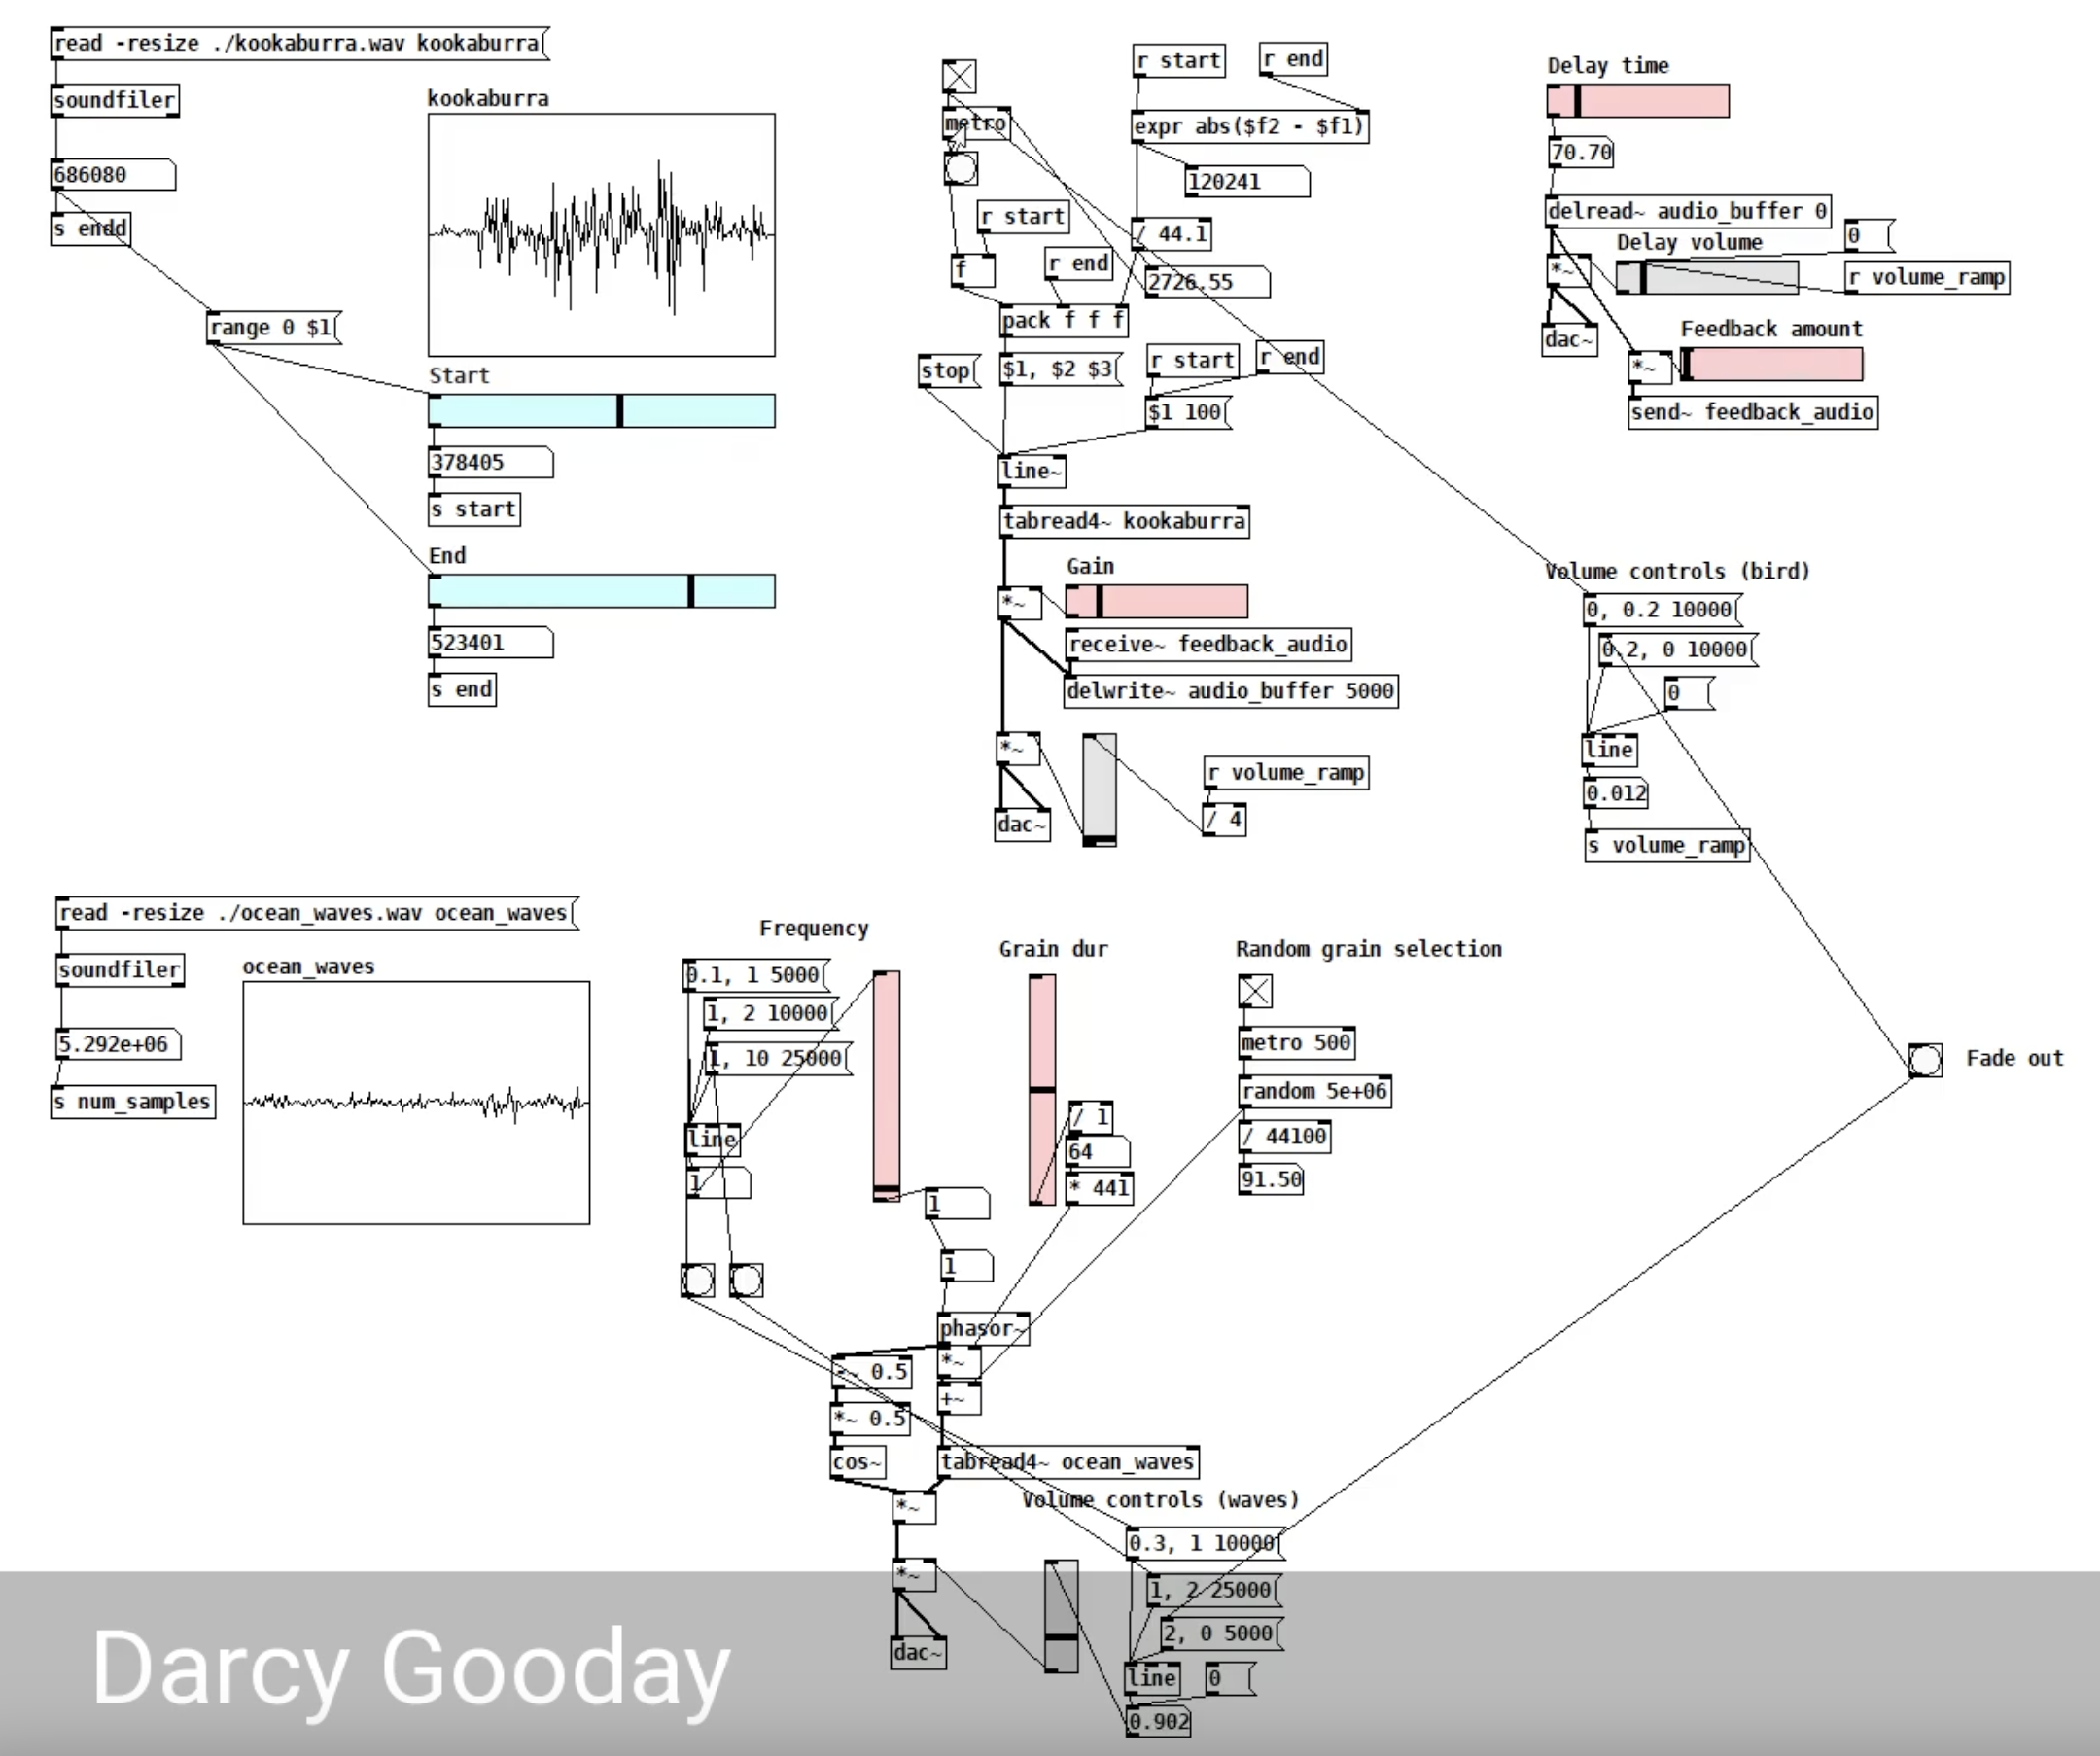 read -resize ./kookaburra.wav kookaburra
soundfiler
686080
s endd
range 0 $1
kookaburra
Start
378405
s start
End
523401
s end
metro
r start
r end
expr abs($f2 - $f1)
120241
r start
/ 44.1
f
r end
2726.55
pack f f f
stop
$1, $2 $3
r start
r end
$1 100
line~
tabread4~ kookaburra
Gain
*~
receive~ feedback_audio
delwrite~ audio_buffer 5000
*~
r volume_ramp
/ 4
dac~
Delay time
70.70
delread~ audio_buffer 0
Delay volume
0
*~
r volume_ramp
dac~
Feedback amount
*~
send~ feedback_audio
Volume controls (bird)
0, 0.2 10000
0.2, 0 10000
0
line
0.012
s volume_ramp
read -resize ./ocean_waves.wav ocean_waves
soundfiler
5.292e+06
s num_samples
ocean_waves
Frequency
0.1, 1 5000
1, 2 10000
1, 10 25000
line
1
1
1
Grain dur
/ 1
64
* 441
Random grain selection
metro 500
random 5e+06
/ 44100
91.50
Fade out
phasor~
*~
+~
-~ 0.5
*~ 0.5
cos~
tabread4~ ocean_waves
*~
*~
dac~
Volume controls (waves)
0.3, 1 10000
1, 2 25000
2, 0 5000
line
0
0.902
Darcy Gooday